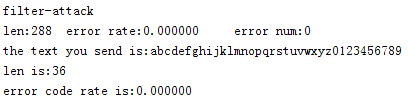 filter-attack
len:288  error rate:0.000000     error num:0
the text you send is:abcdefghijklmnopqrstuvwxyz0123456789
len is:36
error code rate is:0.000000